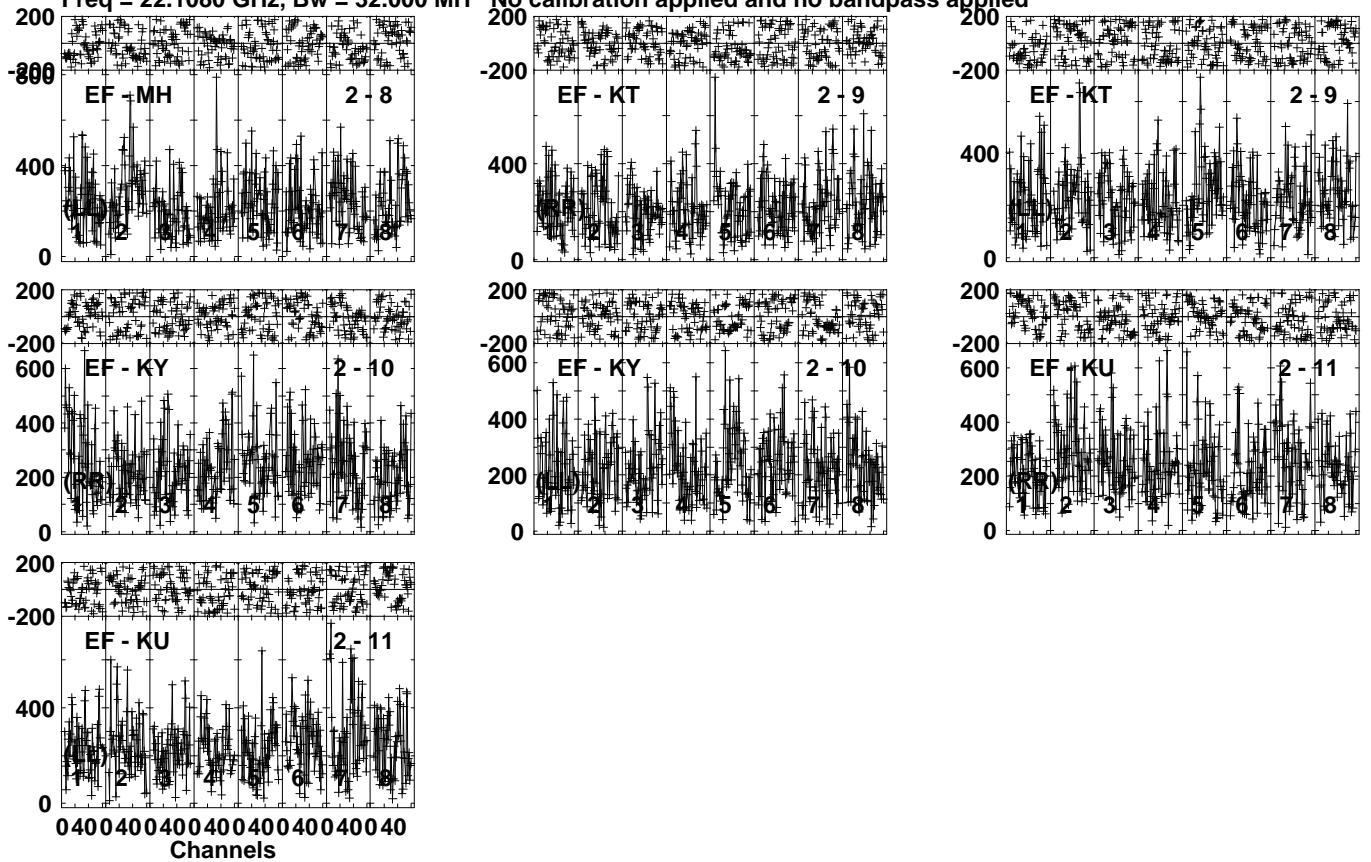 Freq = 22.1080 GHz, Bw = 32.000 MH No calibration applied and no bandpass applied
200 200 200
-200 -200 -200
800
EF - MH 2 - 8 EF - KT 2 - 9 EF - KT 2 - 9
400 400 400
(LL) (RR) (LL)
1 2 3 4 5 6 7 8 1 2 3 4 5 6 7 8 1 2 3 4 5 6 7 8
0 0 0
200 200 200
-200 -200 -200
600 600 600
EF - KY 2 - 10 EF - KY 2 - 10 EF - KU 2 - 11
400 400 400
200 200 200
(RR) (LL) (RR)
1 2 3 4 5 6 7 8 1 2 3 4 5 6 7 8 1 2 3 4 5 6 7 8
0 0 0
200
-200
EF - KU 2 - 11
400
(LL)
1 2 3 4 5 6 7 8
0
0 40 0 40 0 40 0 40 0 40 0 40 0 40 0 40
Channels